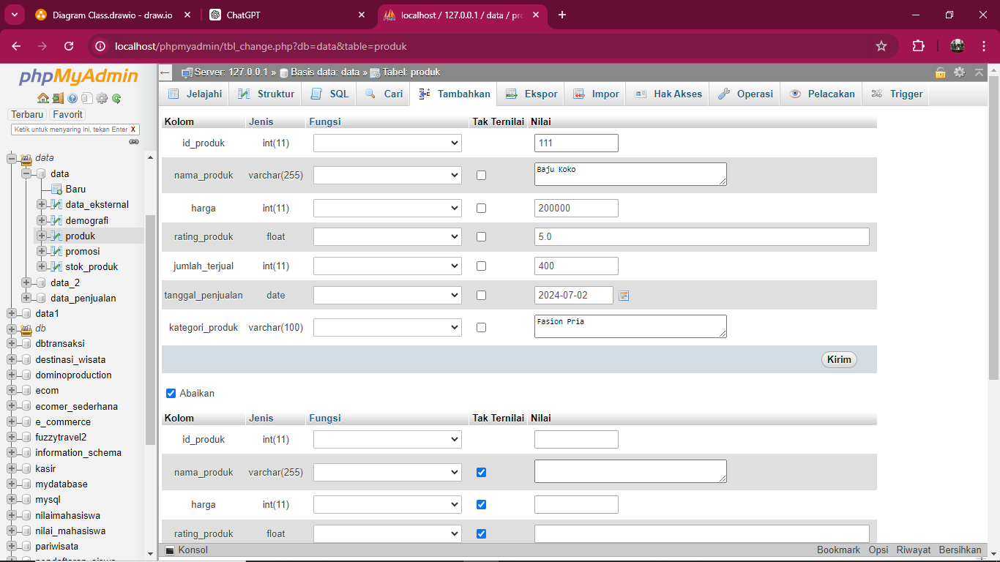 Diagram Class.drawio - draw.io
ChatGPT
localhost / 127.0.0.1 / data / pro
localhost/phpmyadmin/tbl_change.php?db=data&table=produk
phpMyAdmin
Terbaru Favorit
Ketik untuk menyaring ini, tekan Enter X
data
data
Baru
data_eksternal
demografi
produk
promosi
stok_produk
data_2
data_penjualan
data1
db
dbtransaksi
destinasi_wisata
dominoproduction
ecom
ecomer_sederhana
e_commerce
fuzzytravel2
information_schema
kasir
mydatabase
mysql
nilaimahasiswa
nilai_mahasiswa
pariwisata
Server: 127.0.0.1 » Basis data: data » Tabel: produk
Jelajahi Struktur SQL Cari Tambahkan Ekspor Impor Hak Akses Operasi Pelacakan Trigger
Kolom Jenis Fungsi Tak Ternilai Nilai
id_produk int(11) 111
nama_produk varchar(255) Baju Koko
harga int(11) 200000
rating_produk float 5.0
jumlah_terjual int(11) 400
tanggal_penjualan date 2024-07-02
kategori_produk varchar(100) Fasion Pria
Kirim
Abaikan
Kolom Jenis Fungsi Tak Ternilai Nilai
id_produk int(11)
nama_produk varchar(255)
harga int(11)
rating_produk float
Konsol Bookmark Opsi Riwayat Bersihkan